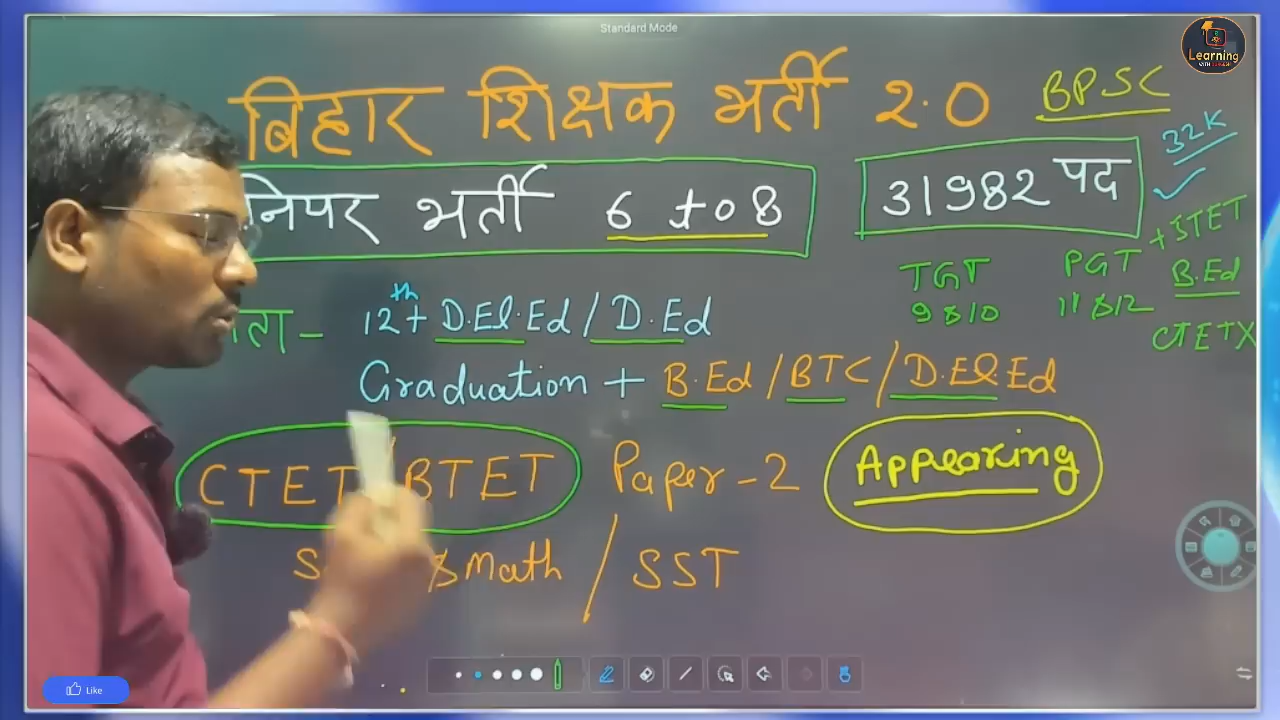 Standard Mode
Learning
बिहार शिक्षक भर्ती २.0
BPSC
निपर भर्ती 6 to 8
31982 पद
32K
+ STET
TGT
9 & 10
PGT
11 & 12
B.Ed
CTET X
12th + D.El.Ed / D.Ed
Graduation + B.Ed / BTC / D.El.Ed
CTET / BTET Paper - 2
Appearing
& Math / SST
Like